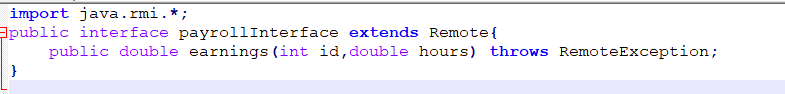 import java.rmi.*;
public interface payrollInterface extends Remote{
    public double earnings(int id,double hours) throws RemoteException;
}